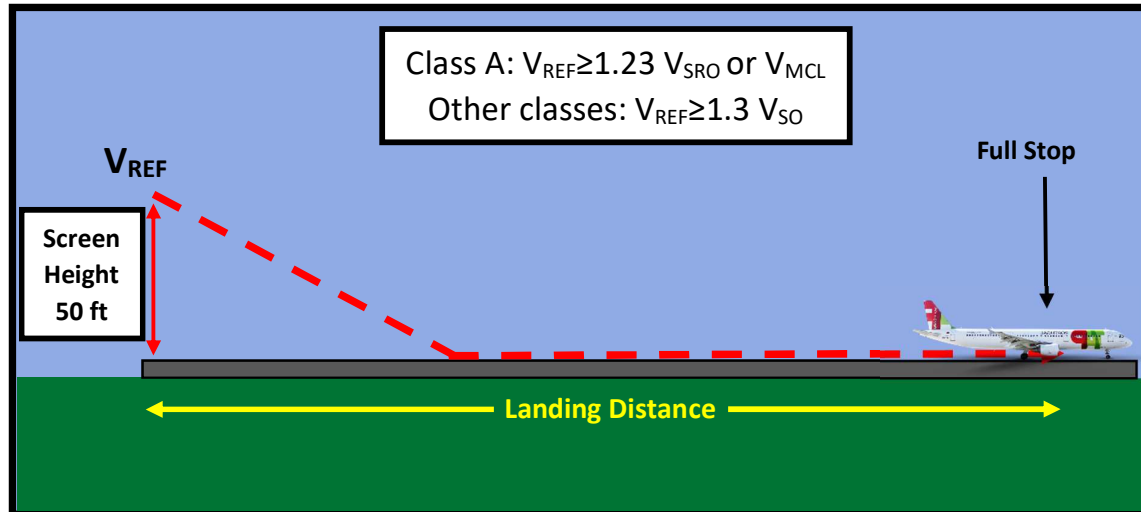 Class A: VREF≥1.23 VSRO or VMCL
Other classes: VREF≥1.3 VSO
VREF
Full Stop
Screen
Height
50 ft
Landing Distance